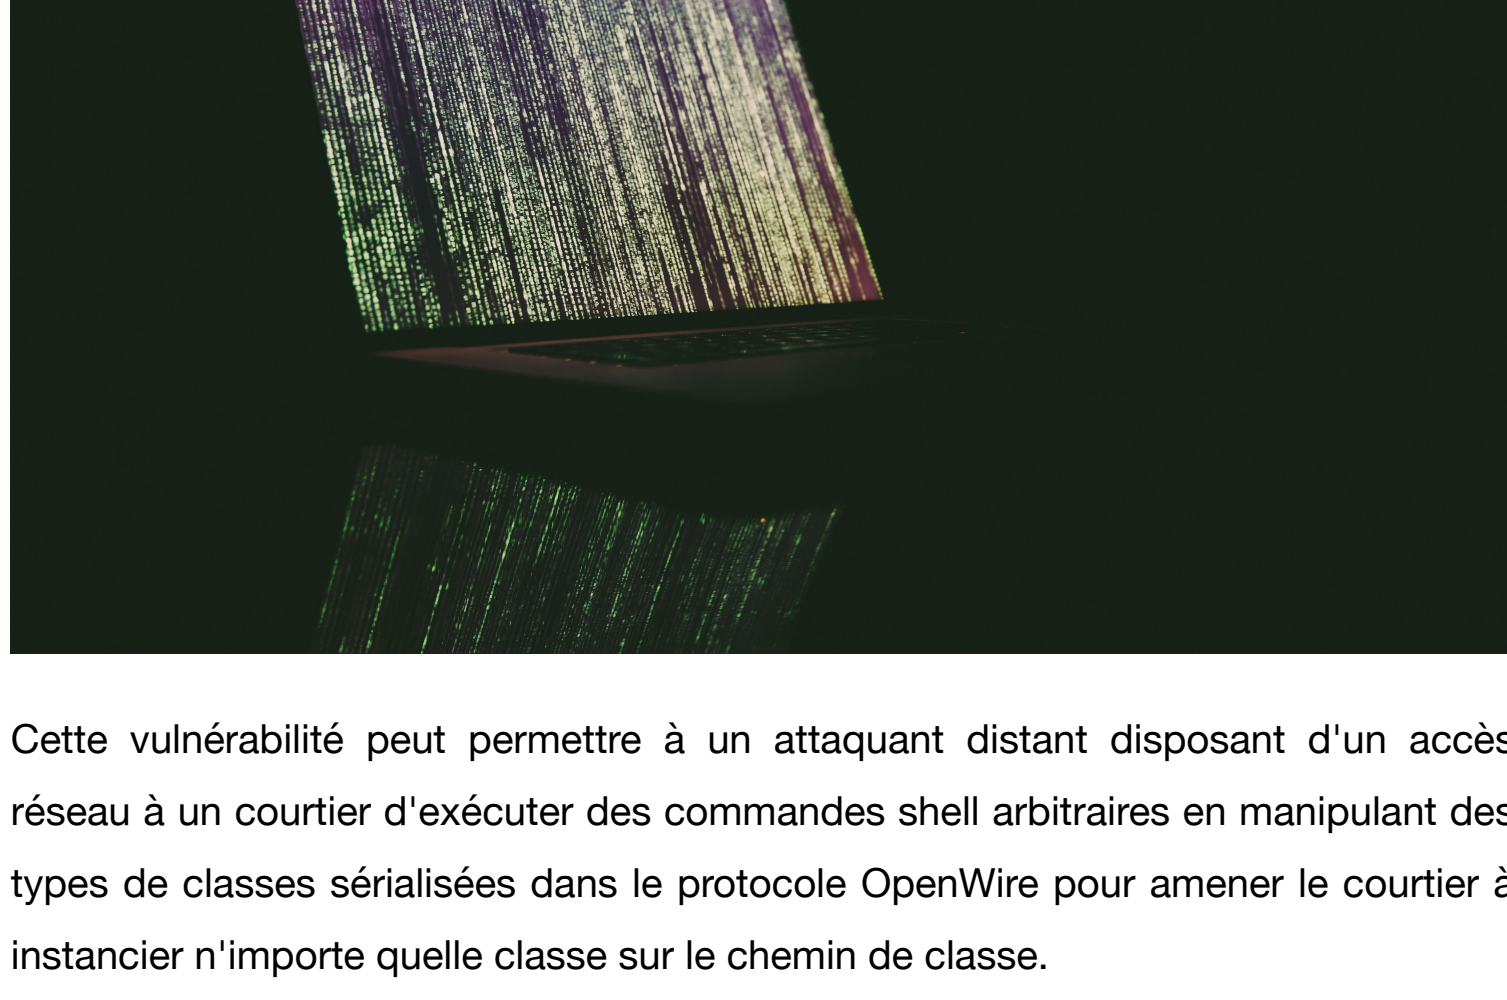 Cette vulnérabilité peut permettre à un attaquant distant disposant d'un accès
réseau à un courtier d'exécuter des commandes shell arbitraires en manipulant des
types de classes sérialisées dans le protocole OpenWire pour amener le courtier à
instancier n'importe quelle classe sur le chemin de classe.